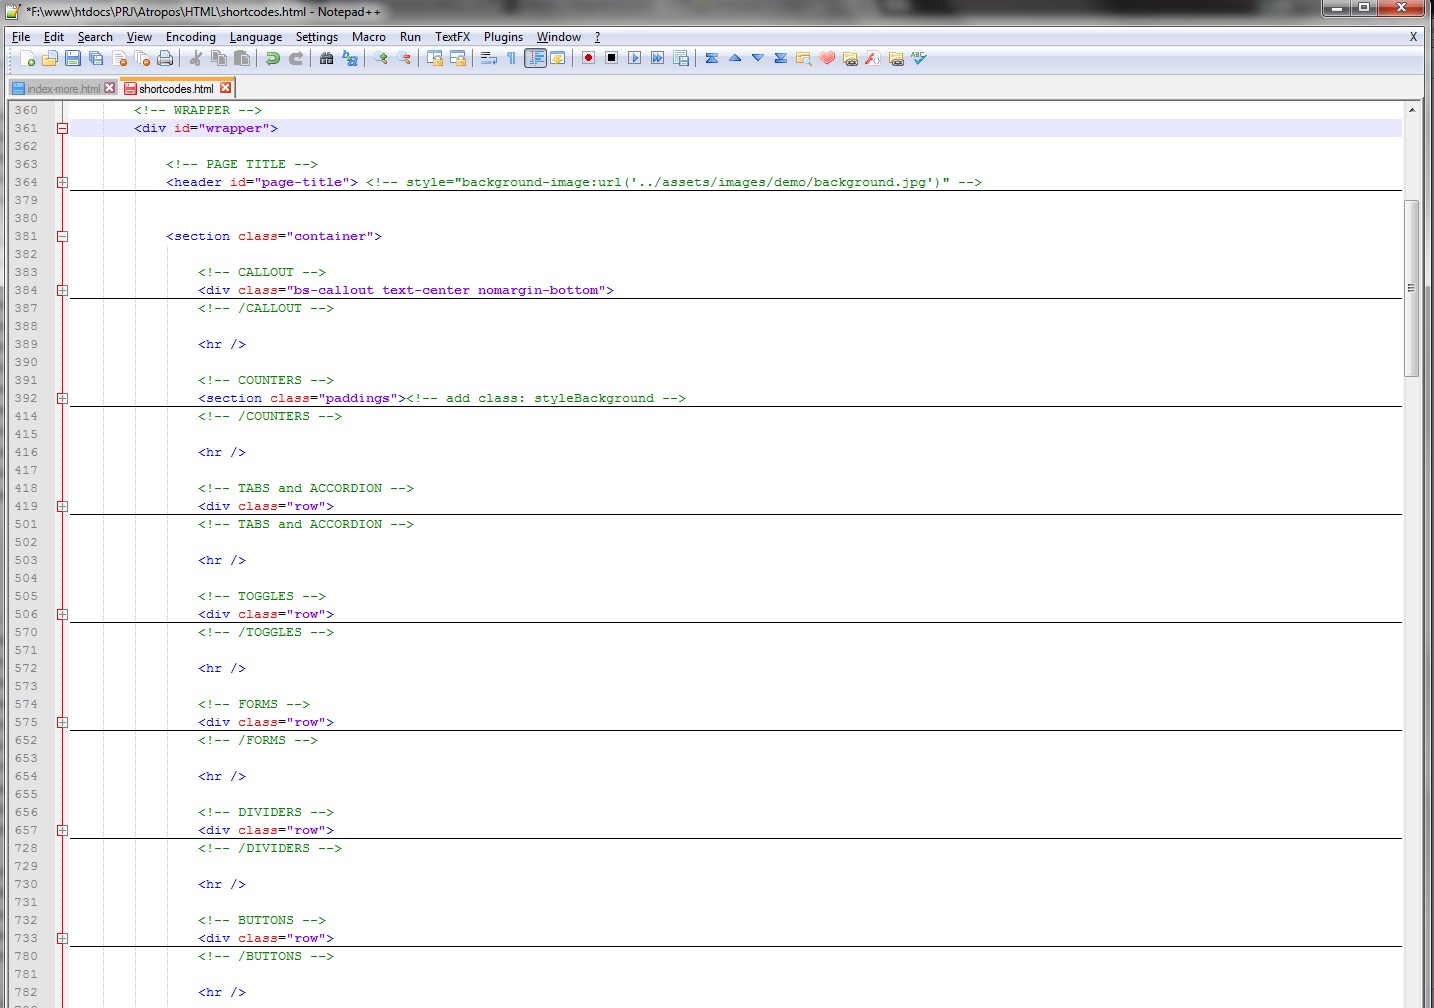 *F:\www\htdocs\PRJ\Atropos\HTML\shortcodes.html - Notepad++
File Edit Search View Encoding Language Settings Macro Run TextFX Plugins Window ? X
index-more.html shortcodes.html
360 <!-- WRAPPER -->
361 <div id="wrapper">
362
363 <!-- PAGE TITLE -->
364 <header id="page-title"> <!-- style="background-image:url('../assets/images/demo/background.jpg')" -->
379
380
381 <section class="container">
382
383 <!-- CALLOUT -->
384 <div class="bs-callout text-center nomargin-bottom">
387 <!-- /CALLOUT -->
388
389 <hr />
390
391 <!-- COUNTERS -->
392 <section class="paddings"><!-- add class: styleBackground -->
414 <!-- /COUNTERS -->
415
416 <hr />
417
418 <!-- TABS and ACCORDION -->
419 <div class="row">
501 <!-- TABS and ACCORDION -->
502
503 <hr />
504
505 <!-- TOGGLES -->
506 <div class="row">
570 <!-- /TOGGLES -->
571
572 <hr />
573
574 <!-- FORMS -->
575 <div class="row">
652 <!-- /FORMS -->
653
654 <hr />
655
656 <!-- DIVIDERS -->
657 <div class="row">
728 <!-- /DIVIDERS -->
729
730 <hr />
731
732 <!-- BUTTONS -->
733 <div class="row">
780 <!-- /BUTTONS -->
781
782 <hr />